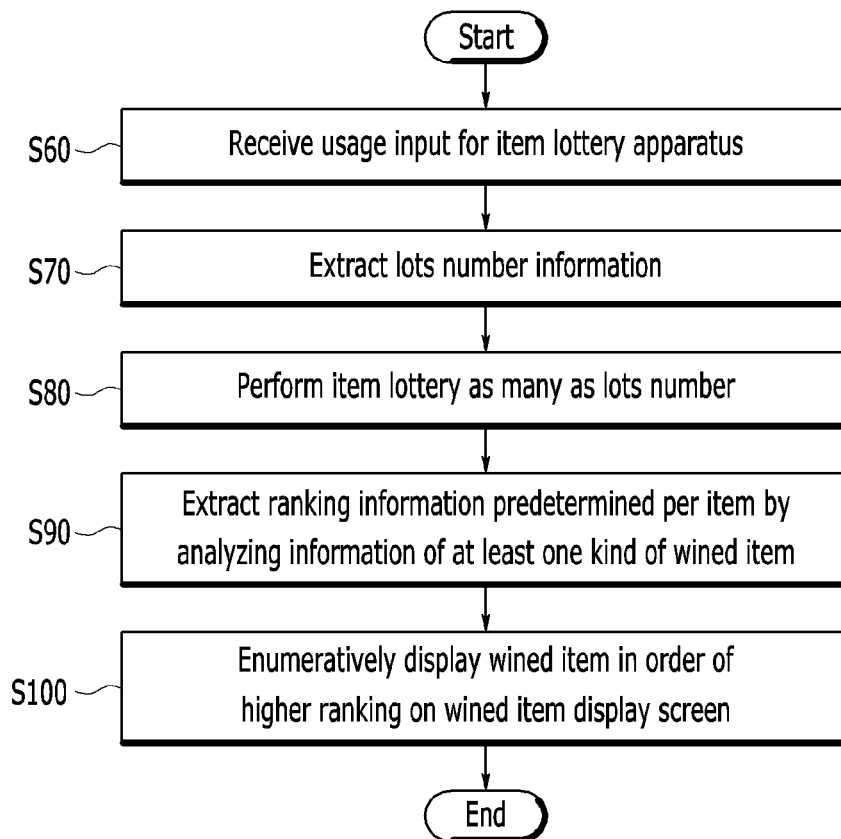 Start
S60
Receive usage input for item lottery apparatus
S70
Extract lots number information
S80
Perform item lottery as many as lots number
S90
Extract ranking information predetermined per item by
analyzing information of at least one kind of wined item
S100
Enumeratively display wined item in order of
higher ranking on wined item display screen
End